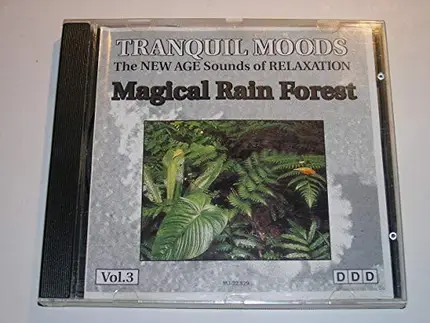 TRANQUIL MOODS
The NEW AGE Sounds of RELAXATION
Magical Rain Forest
Vol.3
DDD